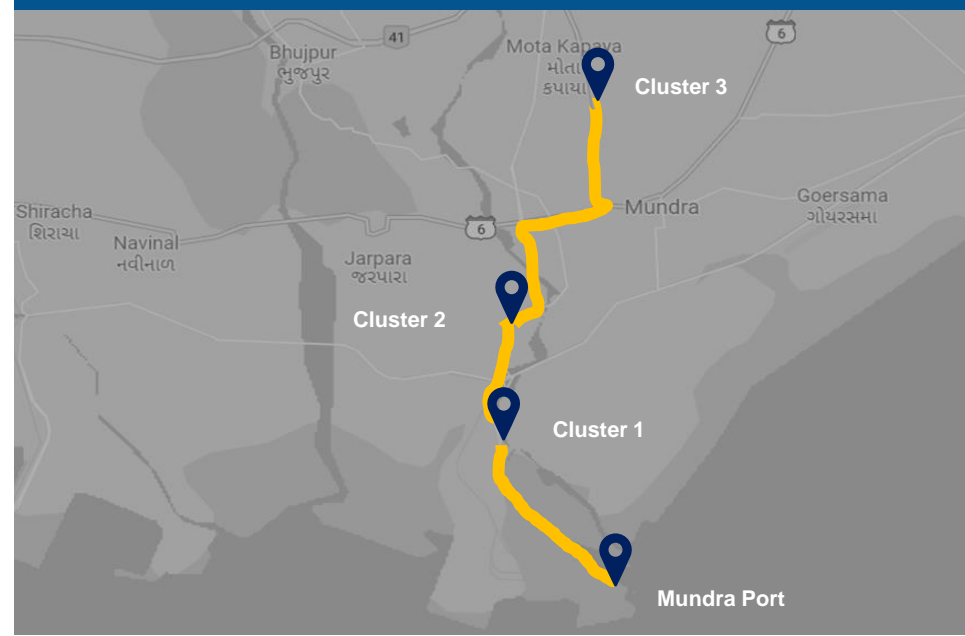 41
6
Bhujpur
ભુજપુર
Mota Kapaya
મોટા
કપાયા
Cluster 3
Shiracha
શિરાચા
Navinal
નવીનાળ
Jarpara
જરપારા
6
Mundra
Goersama
ગોયરસમા
Cluster 2
Cluster 1
Mundra Port